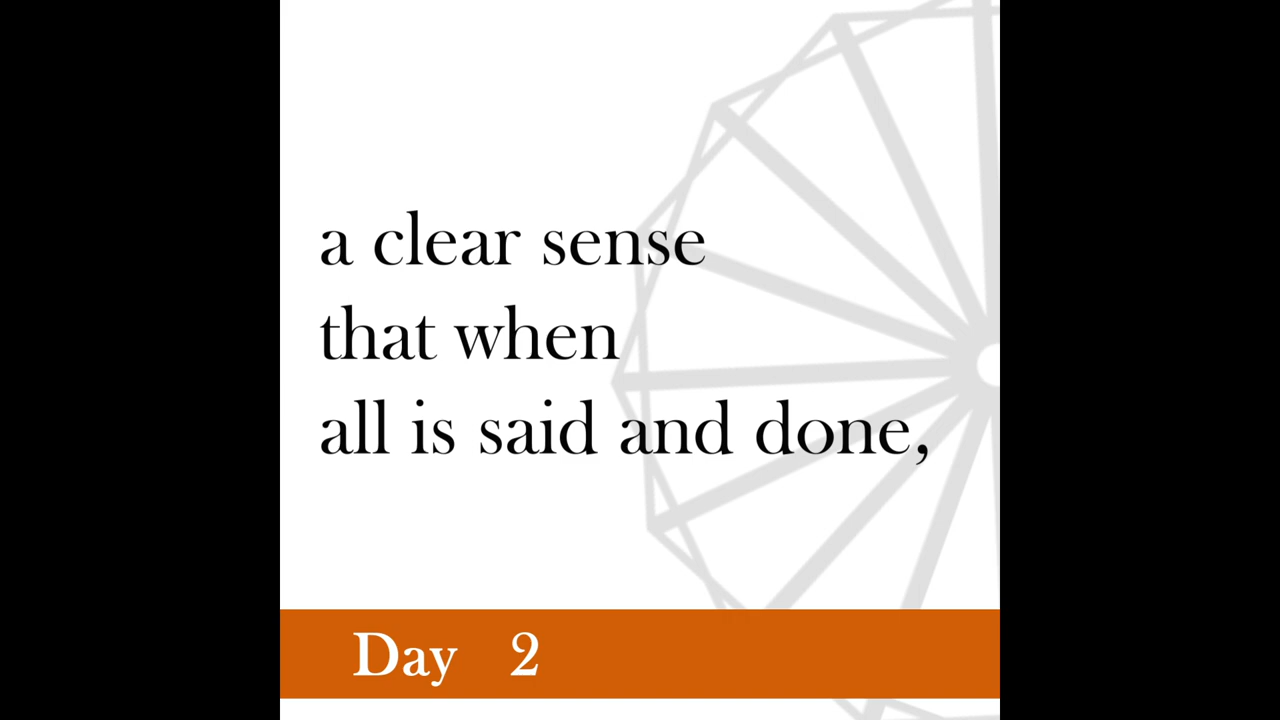 a clear sense
that when
all is said and done,
Day 2